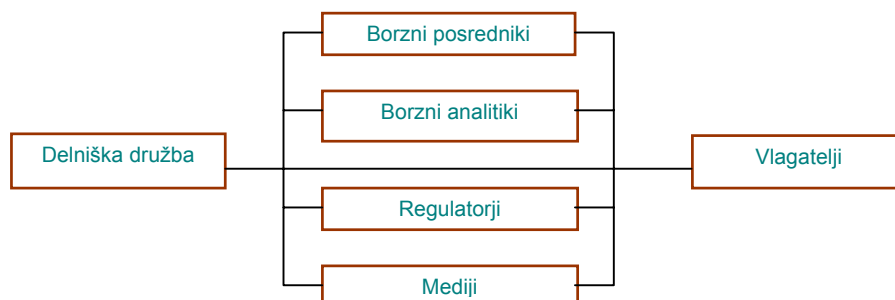 Borzni posredniki
Borzni analitiki
Delniška družba
Vlagatelji
Regulatorji
Mediji